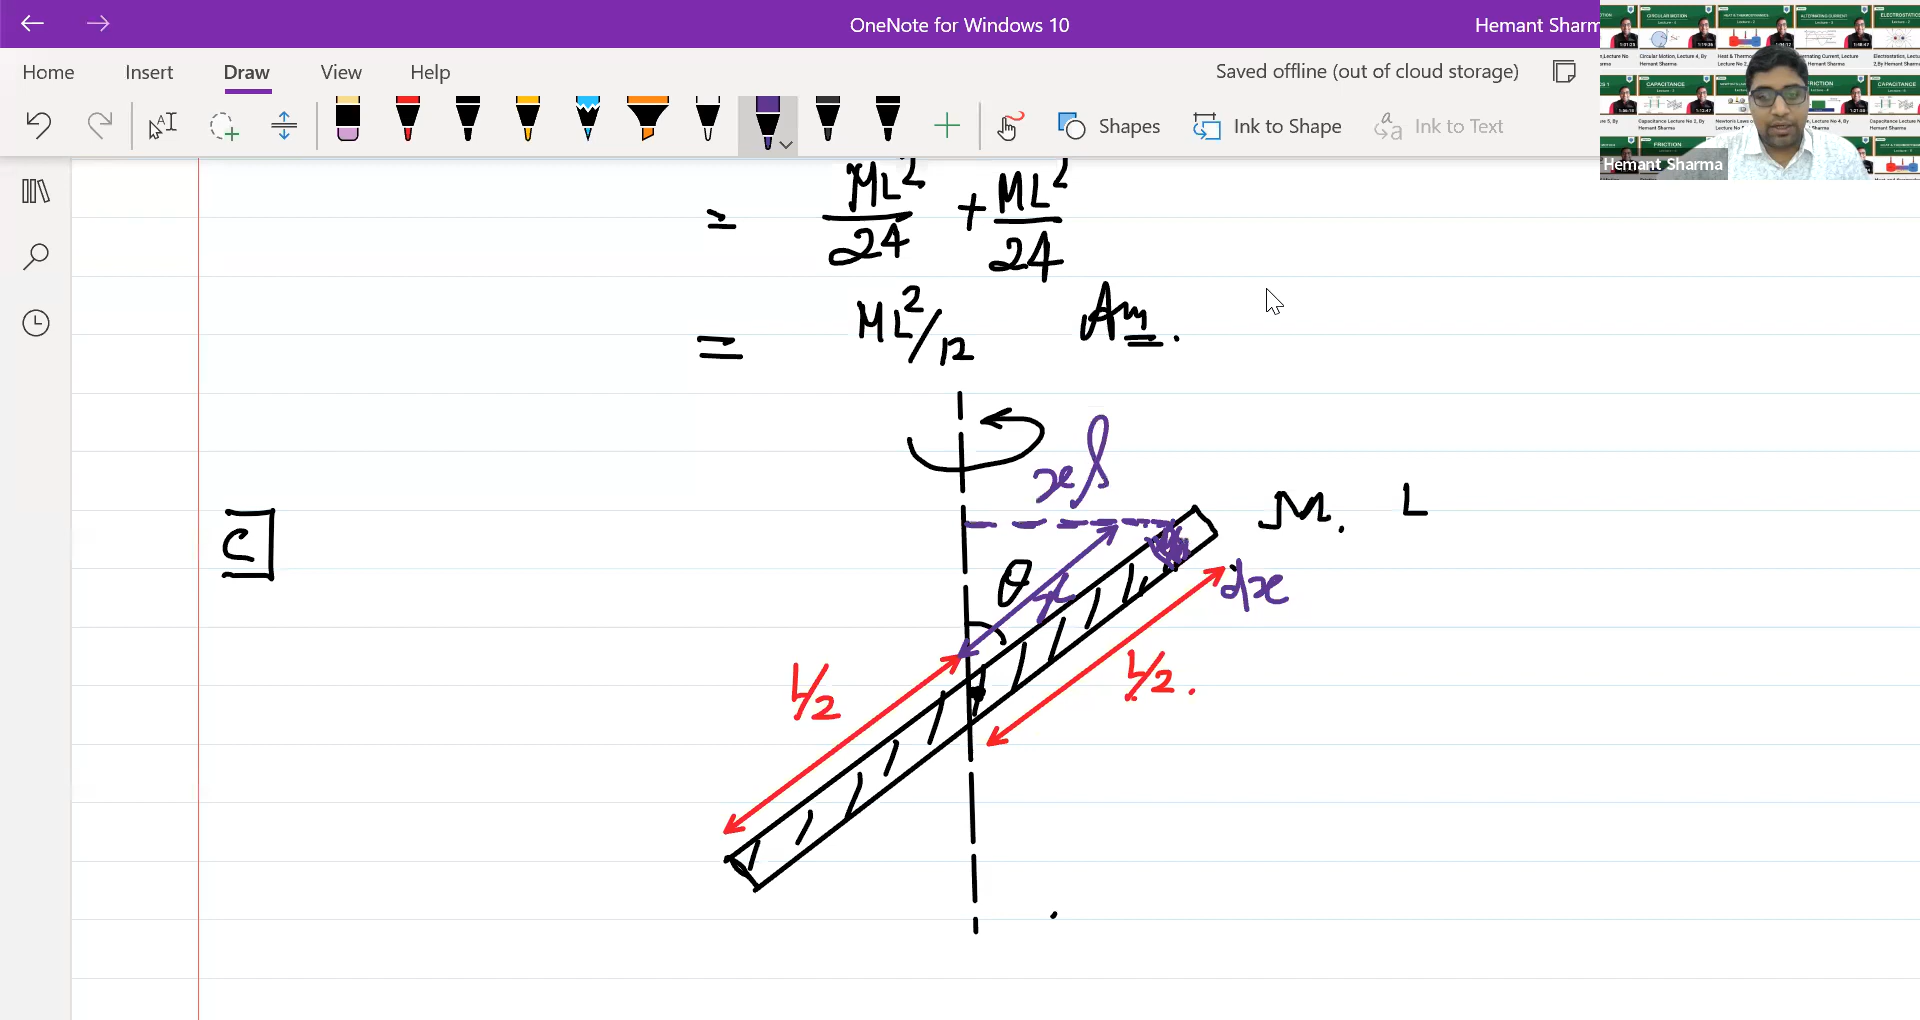 OneNote for Windows 10
Hemant Sharm
Home Insert Draw View Help
Saved offline (out of cloud storage)
Shapes Ink to Shape Ink to Text
Hemant Sharma
= ML²/24 + ML²/24
= ML²/12 Ans.
C
M. L
θ
x
dx
L/2
L/2.